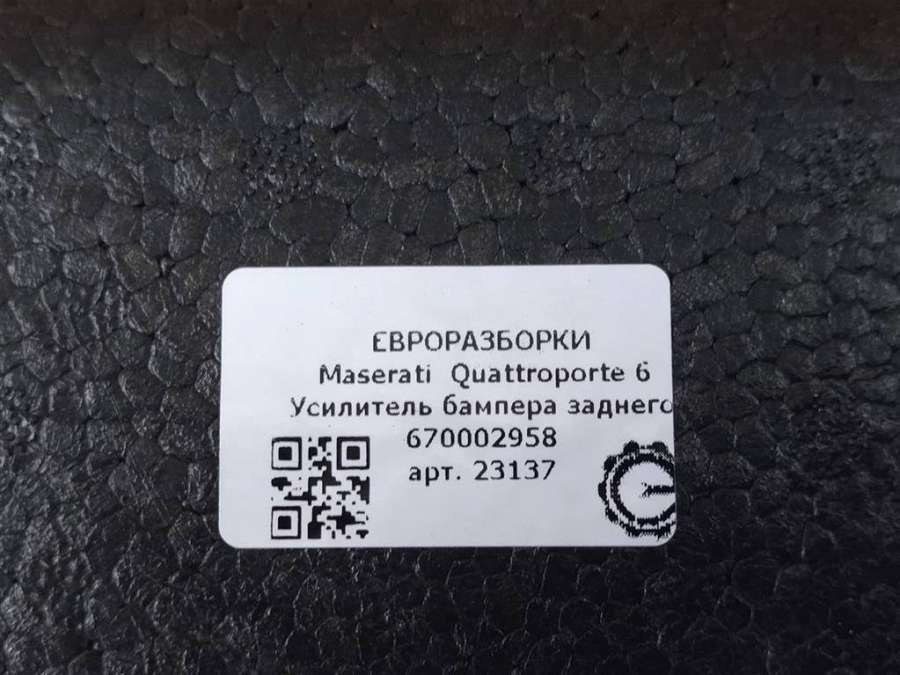 ЕВРОРАЗБОРКИ
Maserati Quattroporte 6
Усилитель бампера заднего
670002958
арт. 23137